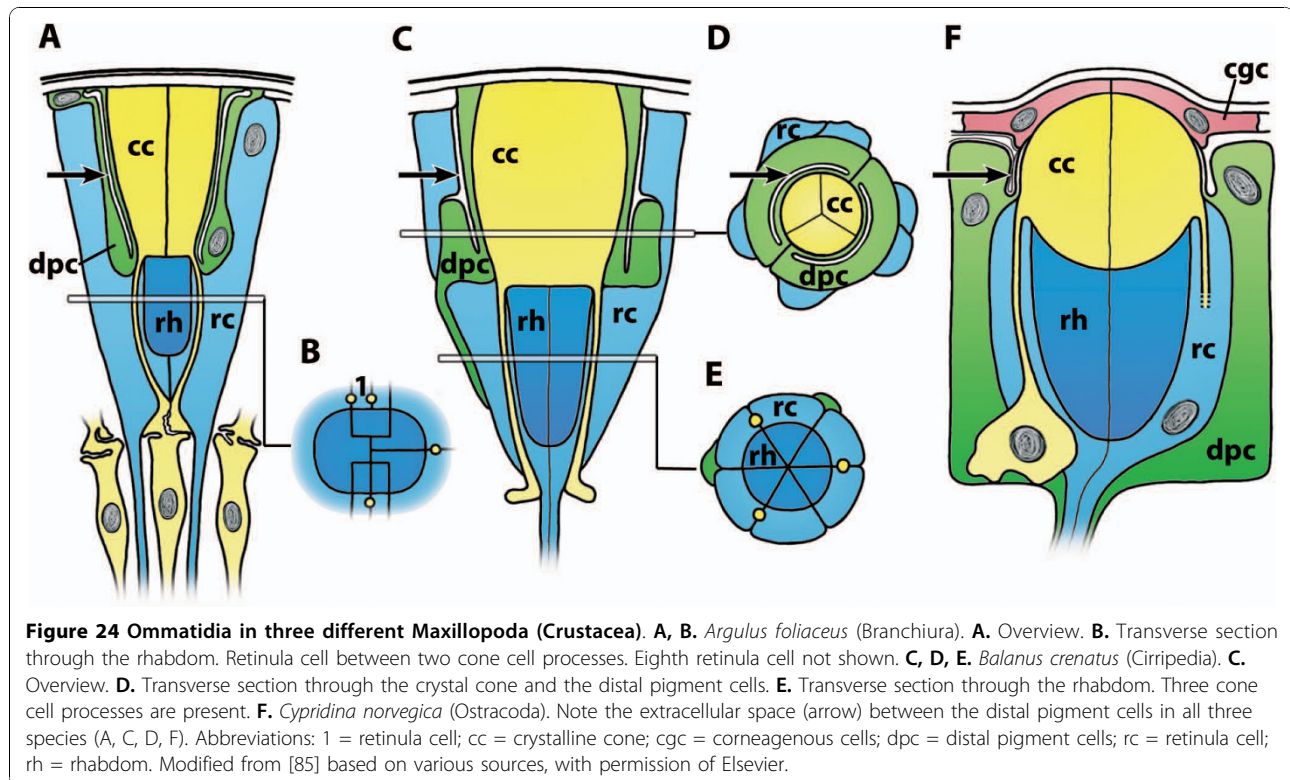 A
C
D
F
cgc
cc
cc
rc
cc
cc
dpc
dpc
dpc
rh
rc
rh
rc
rh
rc
B
1
E
rc
rh
dpc
Figure 24 Ommatidia in three different Maxillopoda (Crustacea). A, B. Argulus foliaceus (Branchiura). A. Overview. B. Transverse section
through the rhabdom. Retinula cell between two cone cell processes. Eighth retinula cell not shown. C, D, E. Balanus crenatus (Cirripedia). C.
Overview. D. Transverse section through the crystal cone and the distal pigment cells. E. Transverse section through the rhabdom. Three cone
cell processes are present. F. Cypridina norvegica (Ostracoda). Note the extracellular space (arrow) between the distal pigment cells in all three
species (A, C, D, F). Abbreviations: 1 = retinula cell; cc = crystalline cone; cgc = corneagenous cells; dpc = distal pigment cells; rc = retinula cell;
rh = rhabdom. Modified from [85] based on various sources, with permission of Elsevier.